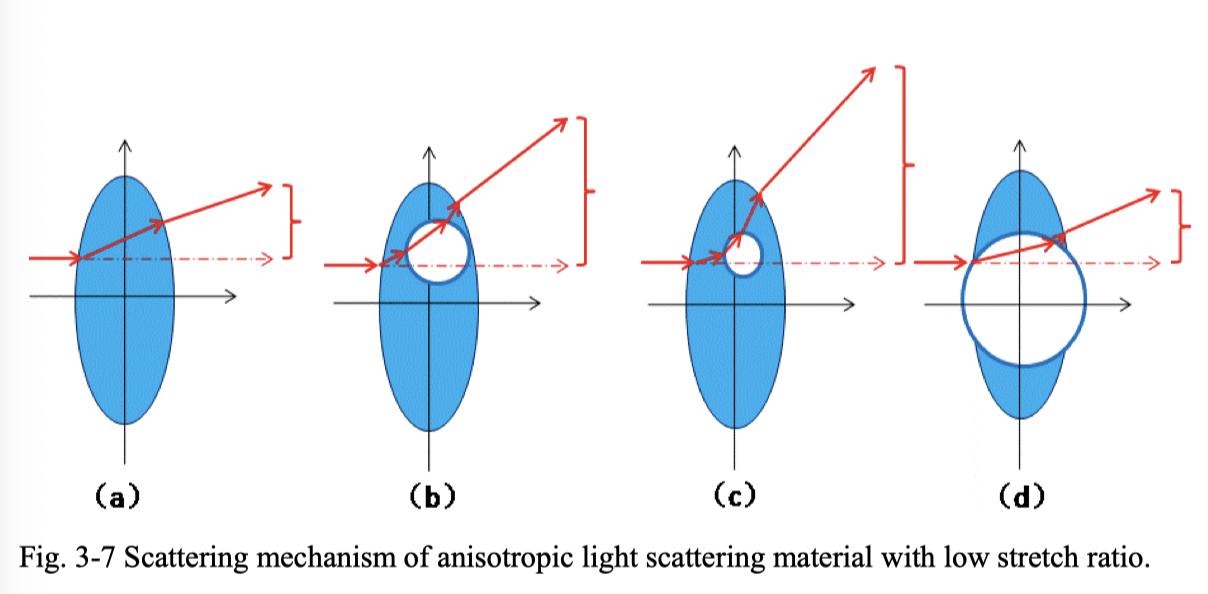 (a) (b) (c) (d)
Fig. 3-7 Scattering mechanism of anisotropic light scattering material with low stretch ratio.